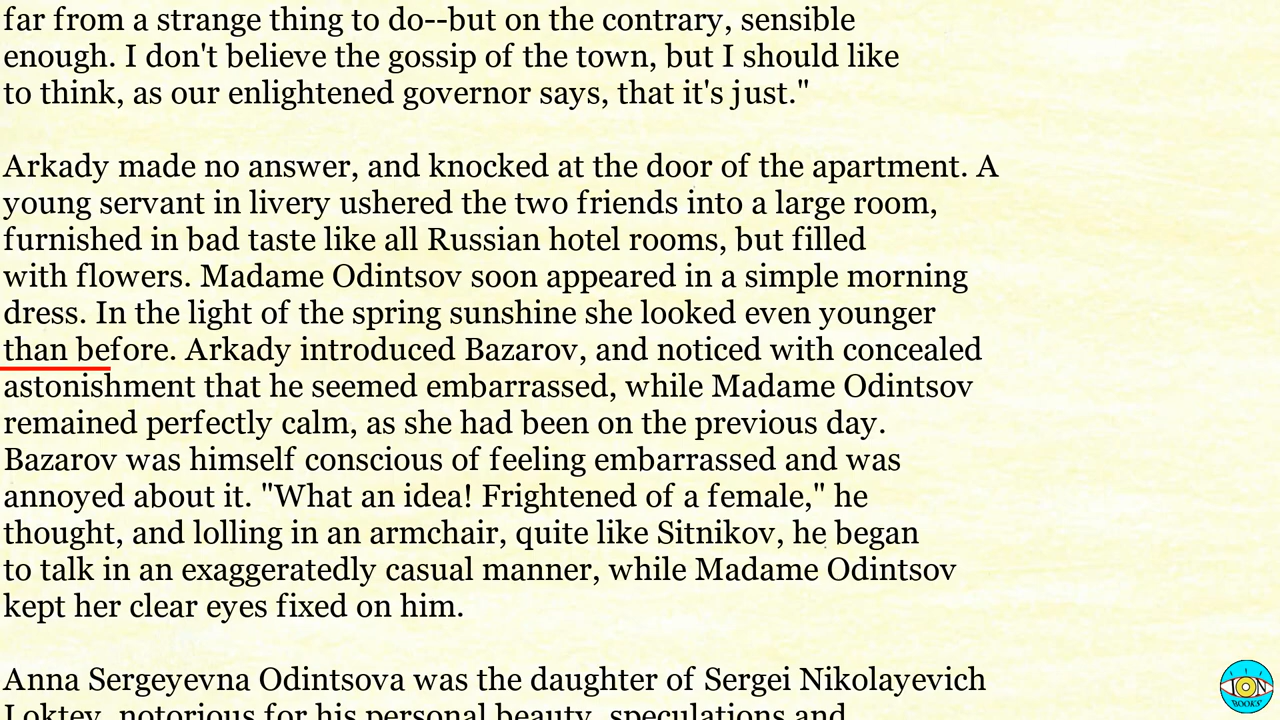 far from a strange thing to do--but on the contrary, sensible
enough. I don't believe the gossip of the town, but I should like
to think, as our enlightened governor says, that it's just."
Arkady made no answer, and knocked at the door of the apartment. A
young servant in livery ushered the two friends into a large room,
furnished in bad taste like all Russian hotel rooms, but filled
with flowers. Madame Odintsov soon appeared in a simple morning
dress. In the light of the spring sunshine she looked even younger
than before. Arkady introduced Bazarov, and noticed with concealed
astonishment that he seemed embarrassed, while Madame Odintsov
remained perfectly calm, as she had been on the previous day.
Bazarov was himself conscious of feeling embarrassed and was
annoyed about it. "What an idea! Frightened of a female," he
thought, and lolling in an armchair, quite like Sitnikov, he began
to talk in an exaggeratedly casual manner, while Madame Odintsov
kept her clear eyes fixed on him.
Anna Sergeyevna Odintsova was the daughter of Sergei Nikolayevich
Loktev, notorious for his personal beauty, speculations and
ION
BOOKS